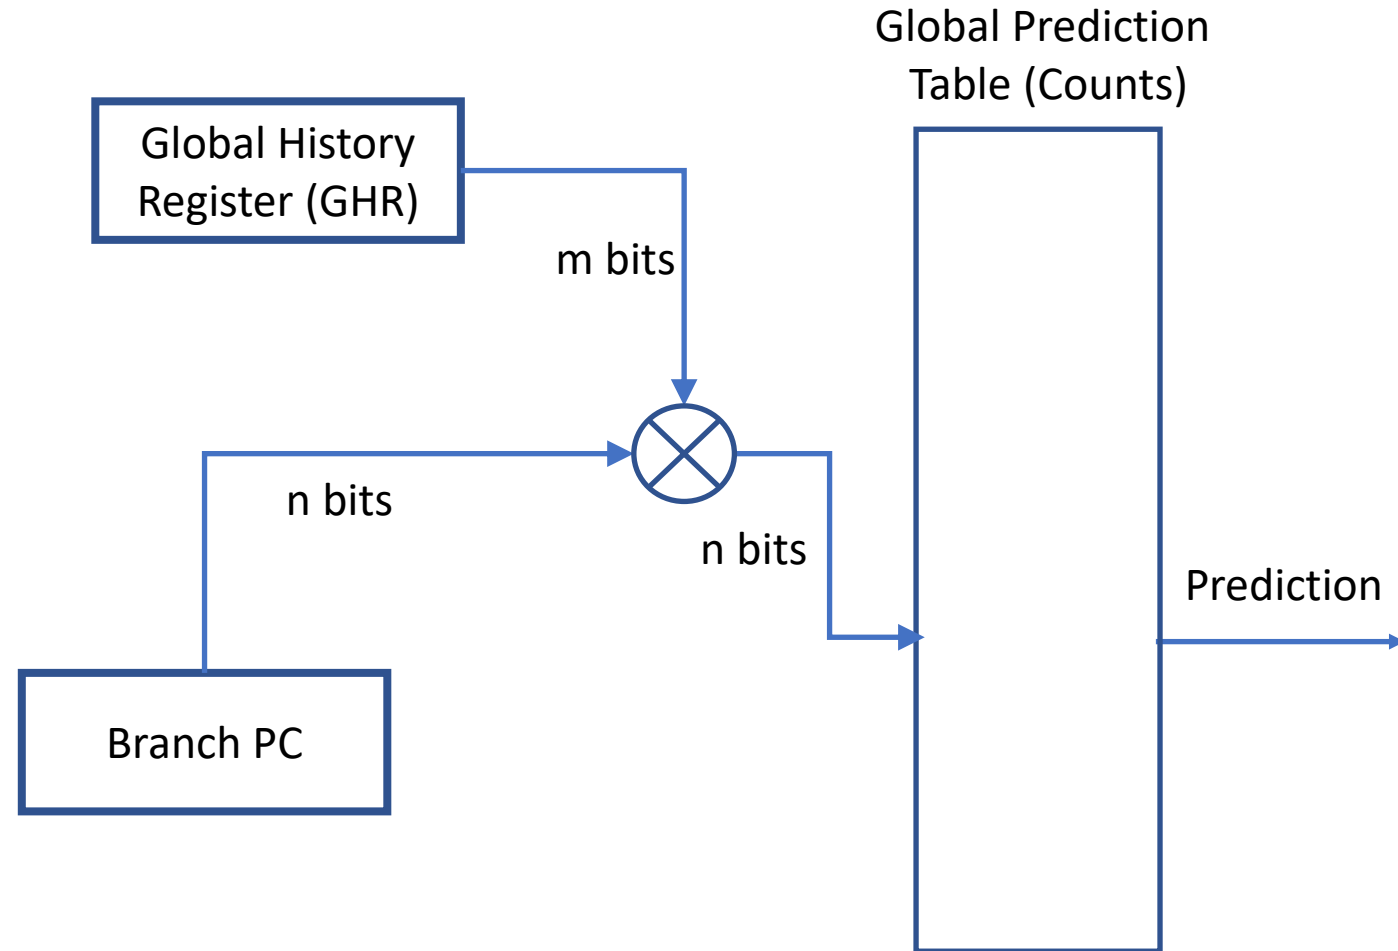 Global Prediction
Table (Counts)
Global History
Register (GHR)
m bits
n bits
n bits
Prediction
Branch PC